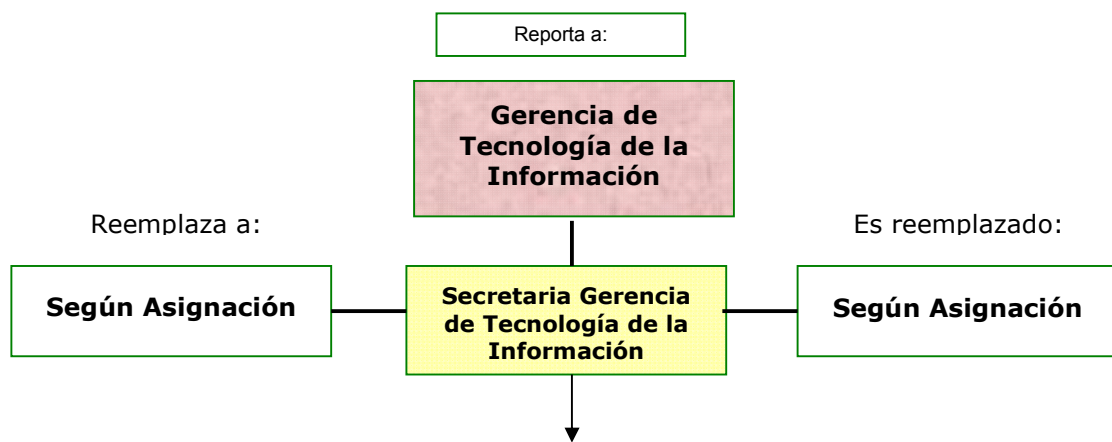 Reporta a:
Gerencia de
Tecnología de la
Información
Reemplaza a:
Es reemplazado:
Según Asignación
Secretaria Gerencia
de Tecnología de la
Información
Según Asignación